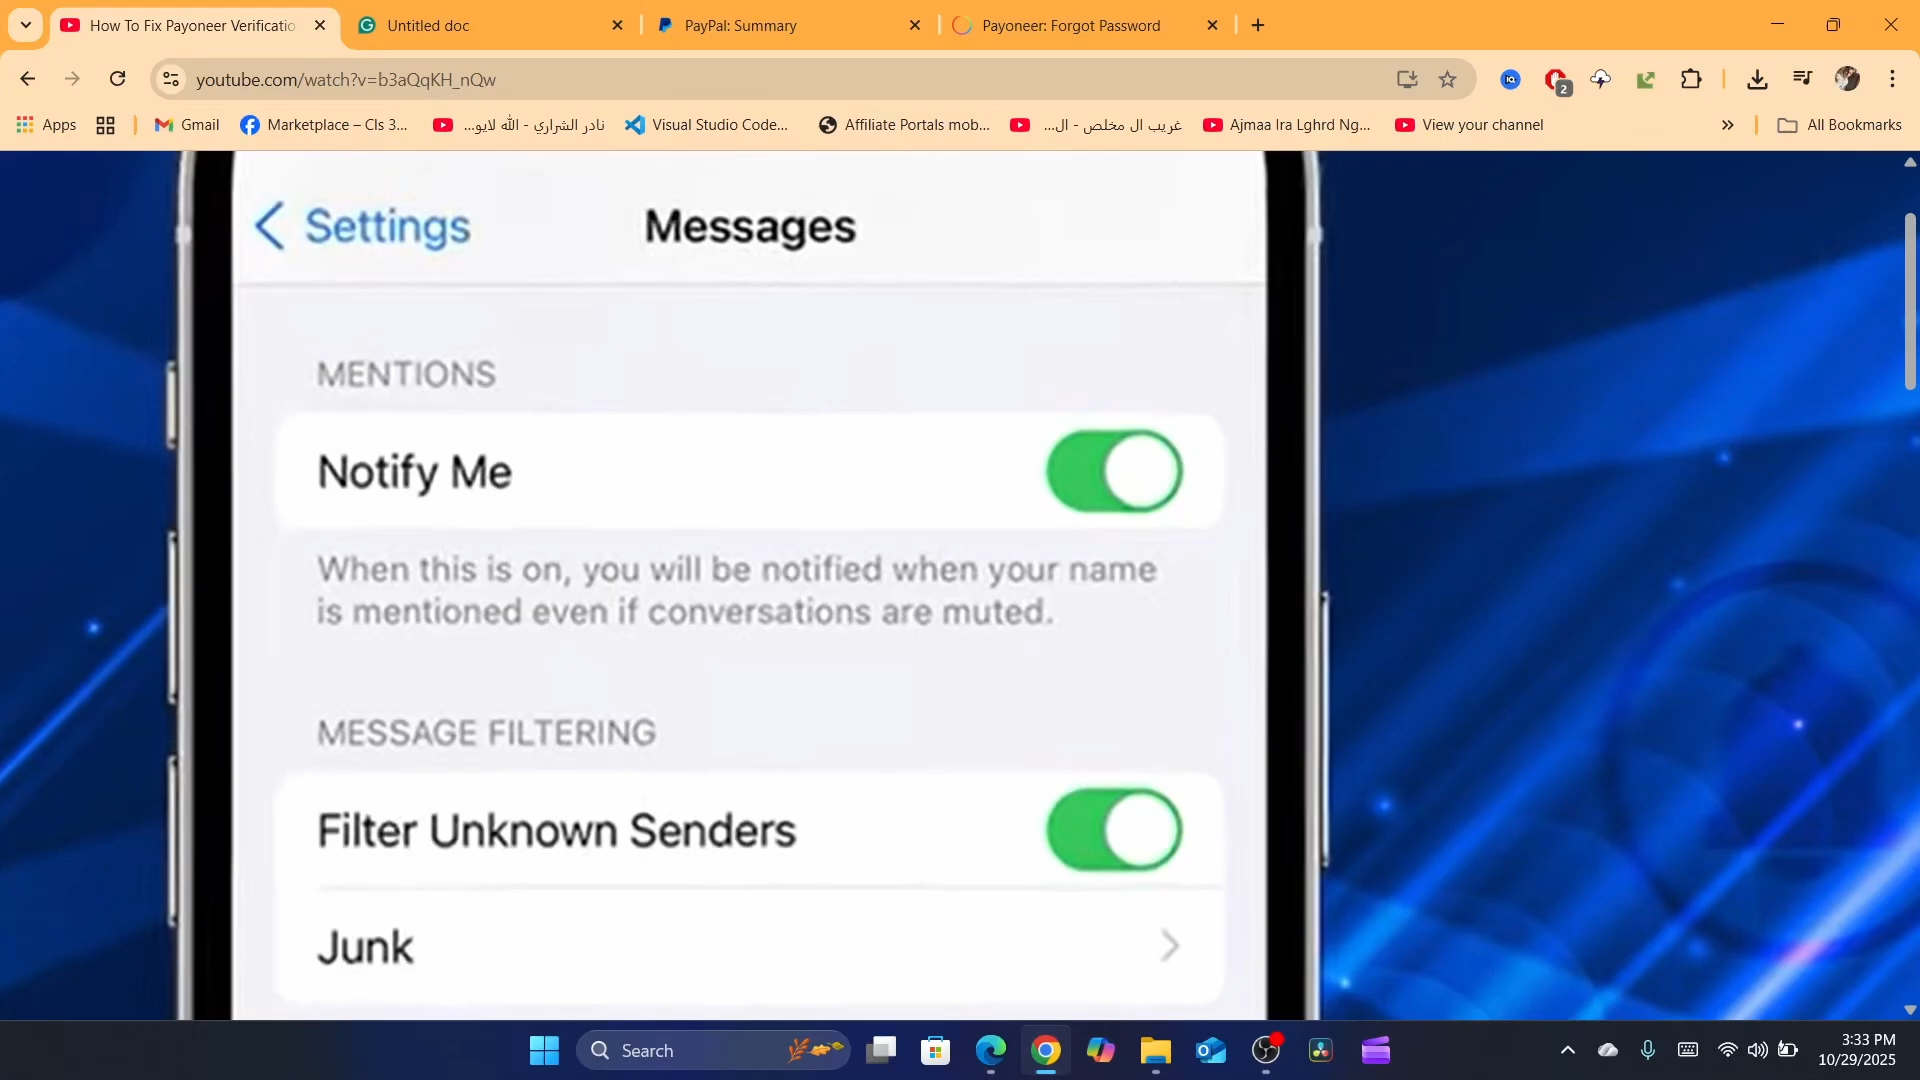 How To Fix Payoneer Verificatio
Untitled doc
PayPal: Summary
Payoneer: Forgot Password
youtube.com/watch?v=b3aQqKH_nQw
2
Apps
Gmail
Marketplace – Cls 3...
نادر الشراري - الله لايو...
Visual Studio Code...
Affiliate Portals mob...
غريب ال مخلص - ال...
Ajmaa Ira Lghrd Ng...
View your channel
All Bookmarks
Settings
Messages
MENTIONS
Notify Me
When this is on, you will be notified when your name
is mentioned even if conversations are muted.
MESSAGE FILTERING
Filter Unknown Senders
Junk
Search
3:33 PM
10/29/2025